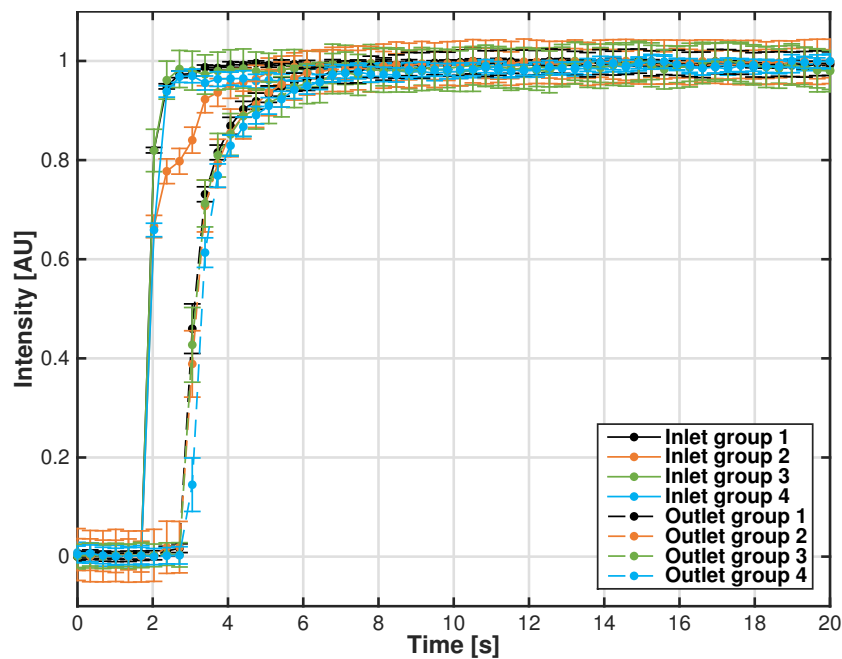 1
0.8
0.6
0.4
0.2
0
Intensity [AU]
Inlet group 1
Inlet group 2
Inlet group 3
Inlet group 4
Outlet group 1
Outlet group 2
Outlet group 3
Outlet group 4
0 2 4 6 8 10 12 14 16 18 20
Time [s]